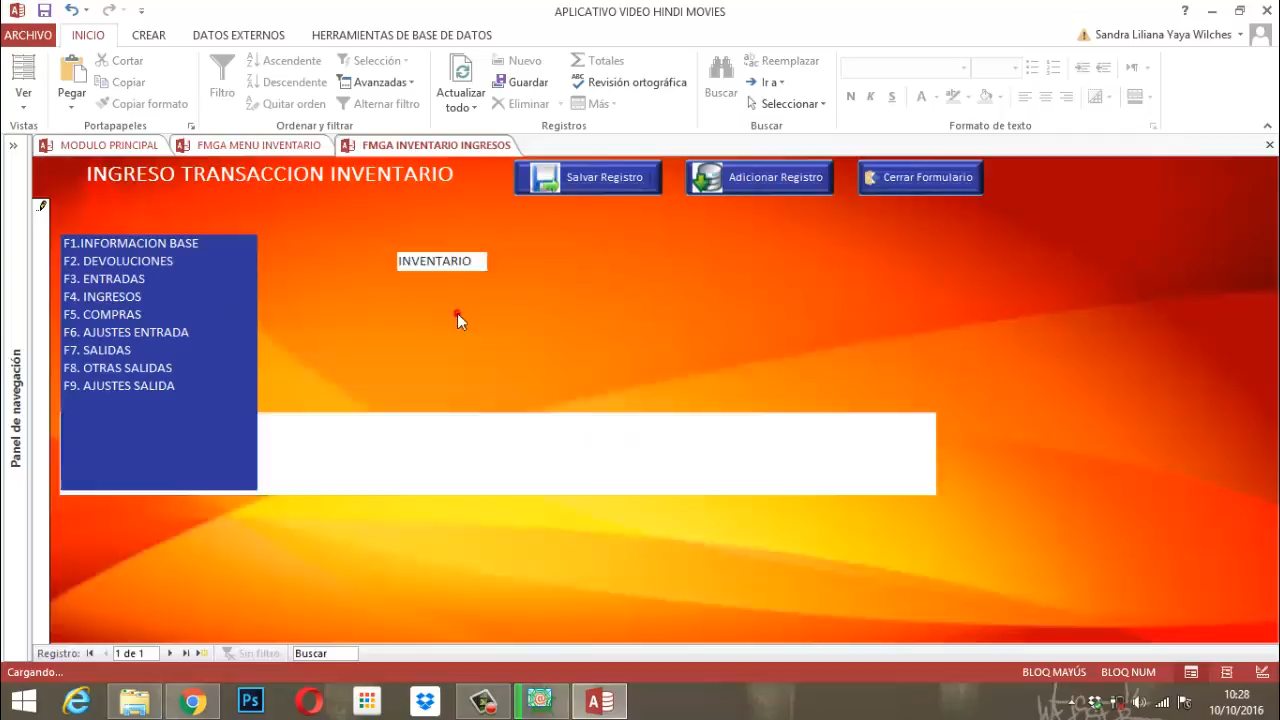 APLICATIVO VIDEO HINDI MOVIES
ARCHIVO INICIO CREAR DATOS EXTERNOS HERRAMIENTAS DE BASE DE DATOS Sandra Liliana Yaya Wilches
Ver
Vistas
Pegar
Cortar
Copiar
Copiar formato
Portapapeles
Filtro
Ascendente
Descendente
Quitar orden
Selección
Avanzadas
Alternar filtro
Ordenar y filtrar
Actualizar todo
Nuevo
Guardar
Eliminar
Totales
Revisión ortográfica
Más
Registros
Buscar
Reemplazar
Ir a
Seleccionar
Buscar
N K S A
Formato de texto
MODULO PRINCIPAL FMGA MENU INVENTARIO FMGA INVENTARIO INGRESOS
Panel de navegación
INGRESO TRANSACCION INVENTARIO Salvar Registro Adicionar Registro Cerrar Formulario
F1.INFORMACION BASE
F2. DEVOLUCIONES
F3. ENTRADAS
F4. INGRESOS
F5. COMPRAS
F6. AJUSTES ENTRADA
F7. SALIDAS
F8. OTRAS SALIDAS
F9. AJUSTES SALIDA
INVENTARIO
Registro: 1 de 1 Sin filtro Buscar
Cargando... BLOQ MAYÚS BLOQ NUM
Ps
10:28
10/10/2016